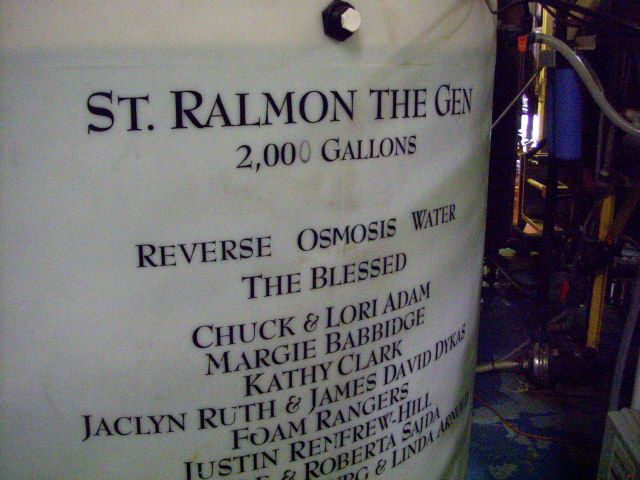 ST. RALMON THE GEN
2,000 GALLONS
REVERSE OSMOSIS WATER
THE BLESSED
CHUCK & LORI ADAM
MARGIE BABBIDGE
KATHY CLARK
JACLYN RUTH & JAMES DAVID DYKAS
FOAM RANGERS
JUSTIN RENFREW-HILL
& ROBERTA SAJDA
& LINDA ARNOLD